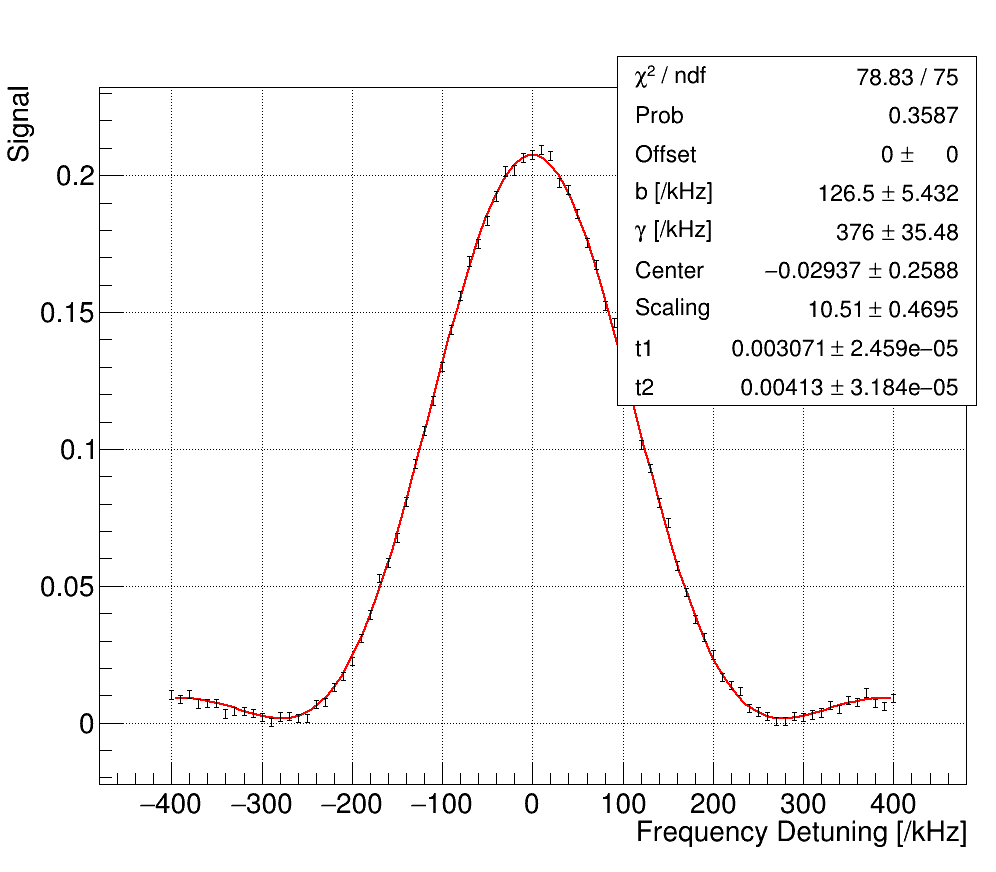 Signal
χ² / ndf 78.83 / 75
Prob 0.3587
Offset 0 ± 0
b [/kHz] 126.5 ± 5.432
γ [/kHz] 376 ± 35.48
Center −0.02937 ± 0.2588
Scaling 10.51 ± 0.4695
t1 0.003071 ± 2.459e−05
t2 0.00413 ± 3.184e−05
0.2
0.15
0.1
0.05
0
−400 −300 −200 −100 0 100 200 300 400
Frequency Detuning [/kHz]